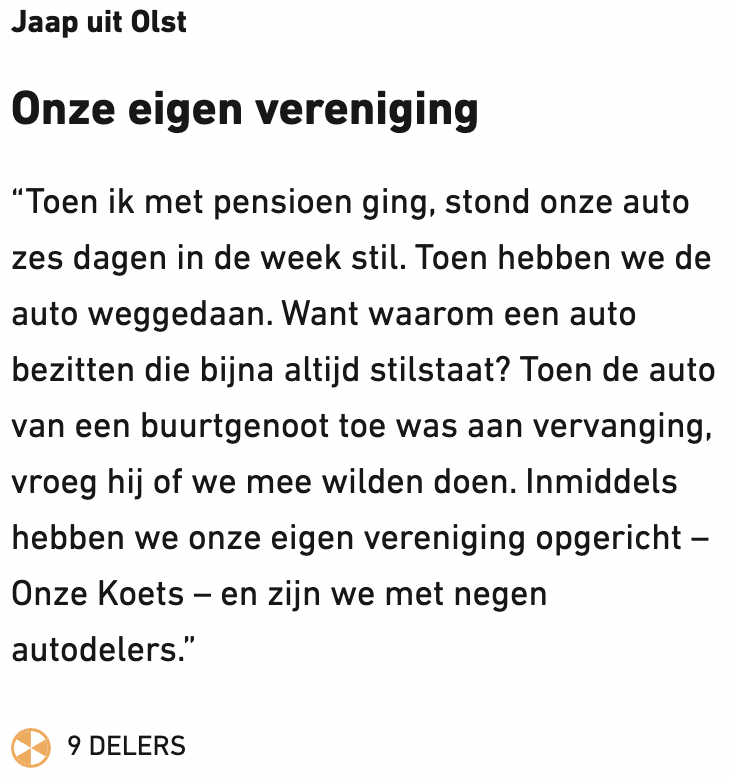 Jaap uit Olst
Onze eigen vereniging
“Toen ik met pensioen ging, stond onze auto
zes dagen in de week stil. Toen hebben we de
auto weggedaan. Want waarom een auto
bezitten die bijna altijd stilstaat? Toen de auto
van een buurtgenoot toe was aan vervanging,
vroeg hij of we mee wilden doen. Inmiddels
hebben we onze eigen vereniging opgericht –
Onze Koets – en zijn we met negen
autodelers.”
9 DELERS